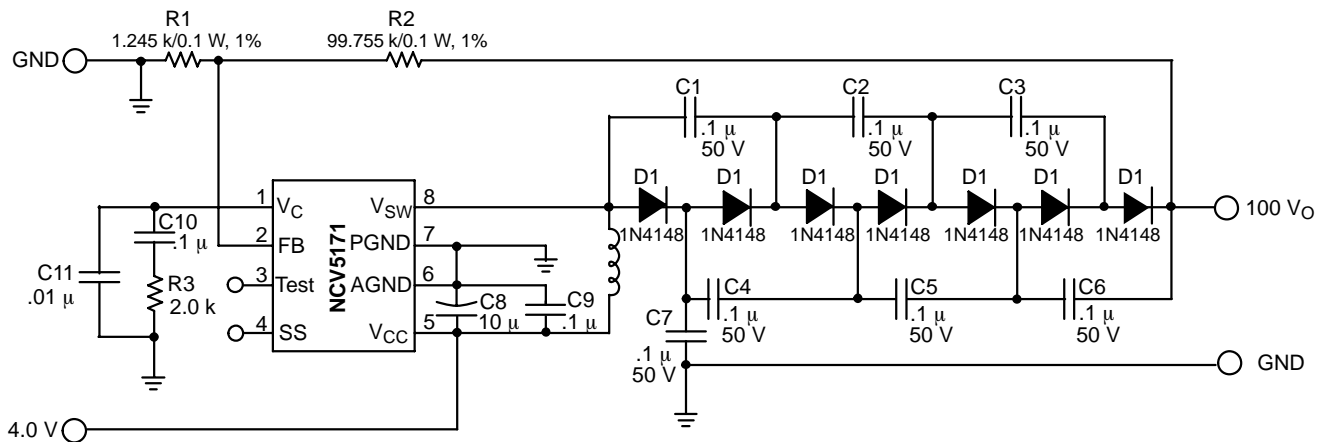 R1
1.245 k/0.1 W, 1%
R2
99.755 k/0.1 W, 1%
GND
C1
.1 μ
50 V
C2
.1 μ
50 V
C3
.1 μ
50 V
D1
1N4148
D1
1N4148
D1
1N4148
D1
1N4148
D1
1N4148
D1
1N4148
D1
1N4148
100 VO
1
VC
2
FB
3
Test
4
SS
NCV5171
VSW
8
PGND
7
AGND
6
VCC
5
C10
.1 μ
C11
.01 μ
R3
2.0 k
C8
10 μ
C9
.1 μ
C7
.1 μ
50 V
C4
.1 μ
50 V
C5
.1 μ
50 V
C6
.1 μ
50 V
GND
4.0 V